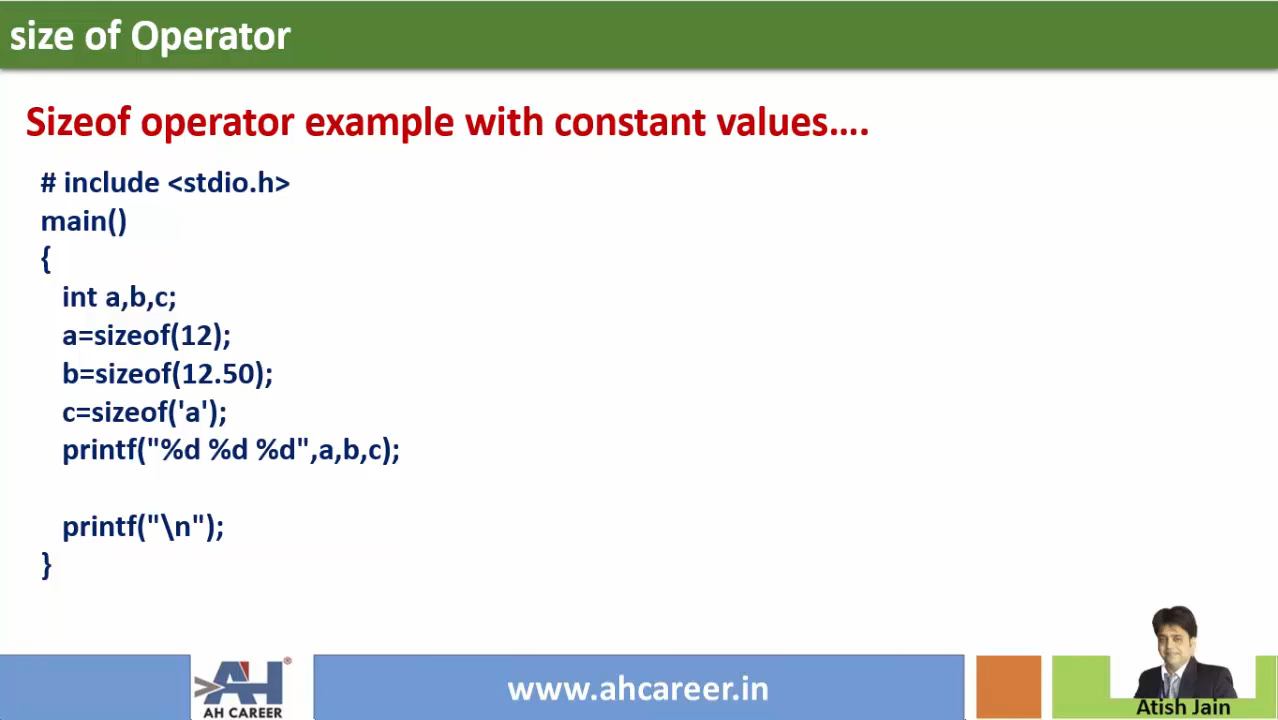 size of Operator
Sizeof operator example with constant values....
# include <stdio.h>
main()
{
int a,b,c;
a=sizeof(12);
b=sizeof(12.50);
c=sizeof('a');
printf("%d %d %d",a,b,c);
printf("\n");
}
AH
®
AH CAREER
www.ahcareer.in
Atish Jain